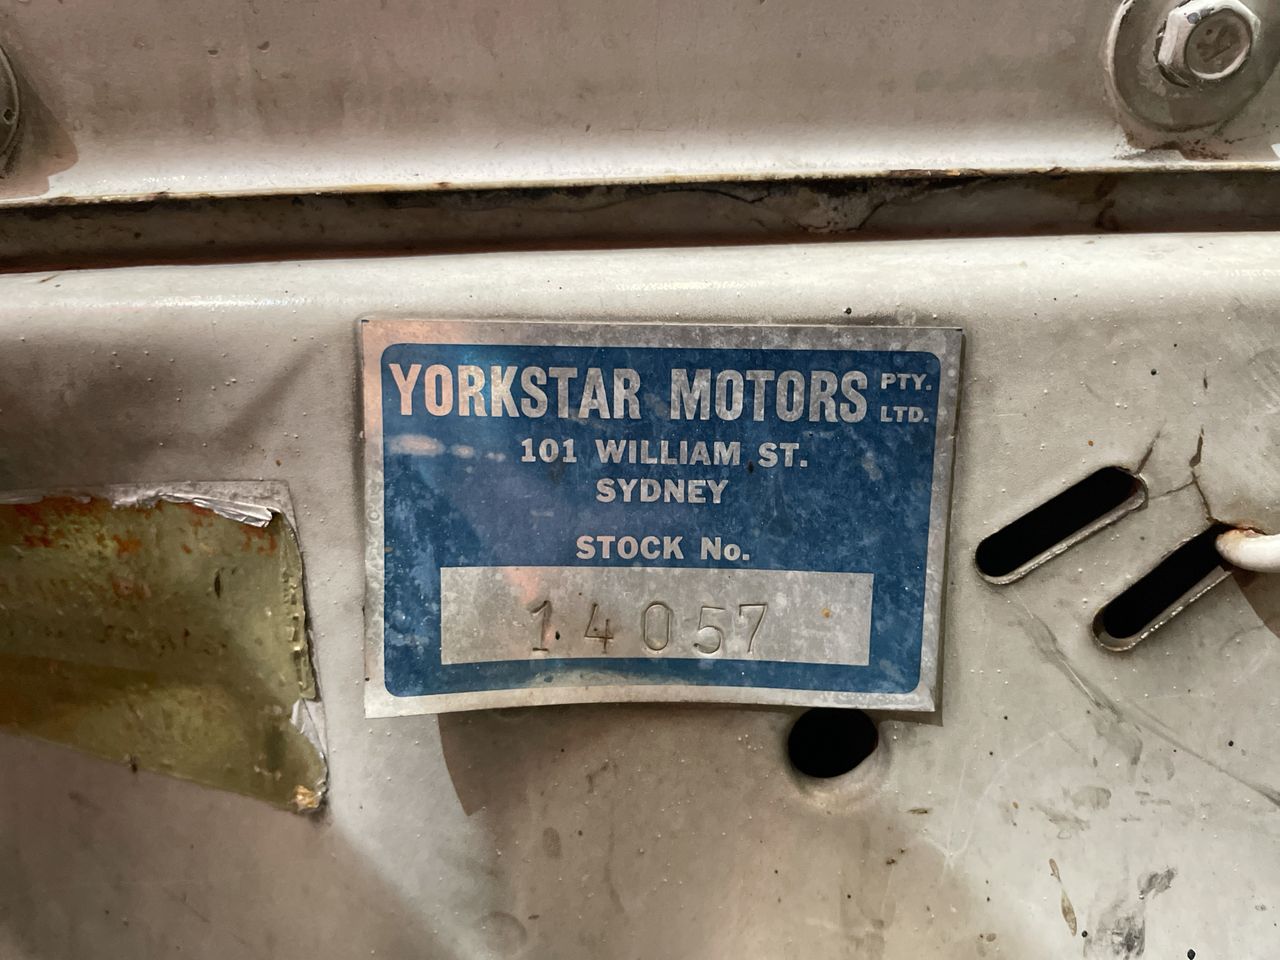 YORKSTAR MOTORS PTY. LTD.
101 WILLIAM ST.
SYDNEY
STOCK No.
14057